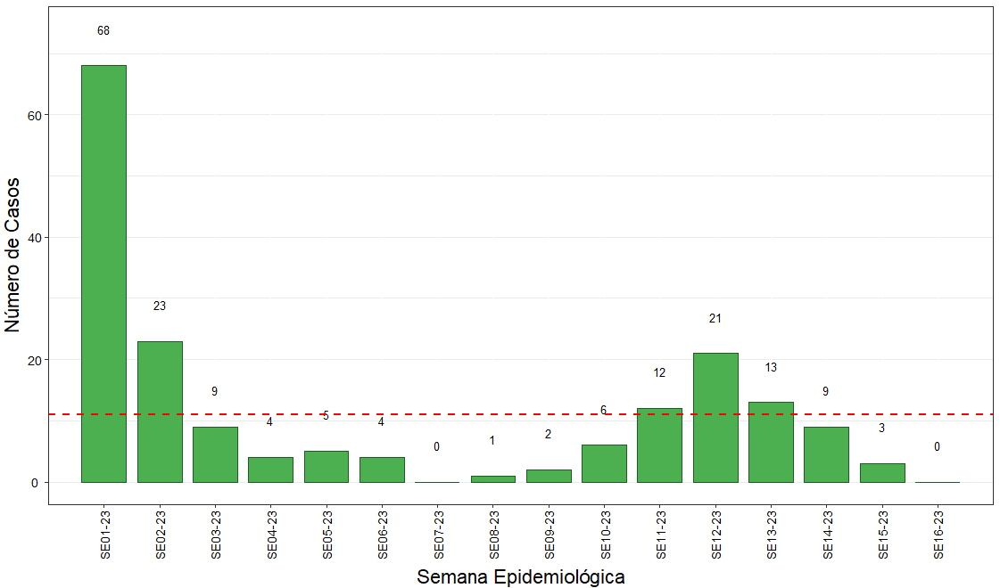 Número de Casos
60
40
20
0
68
23
9
4
5
4
0
1
2
6
12
21
13
9
3
0
SE01-23
SE02-23
SE03-23
SE04-23
SE05-23
SE06-23
SE07-23
SE08-23
SE09-23
SE10-23
SE11-23
SE12-23
SE13-23
SE14-23
SE15-23
SE16-23
Semana Epidemiológica